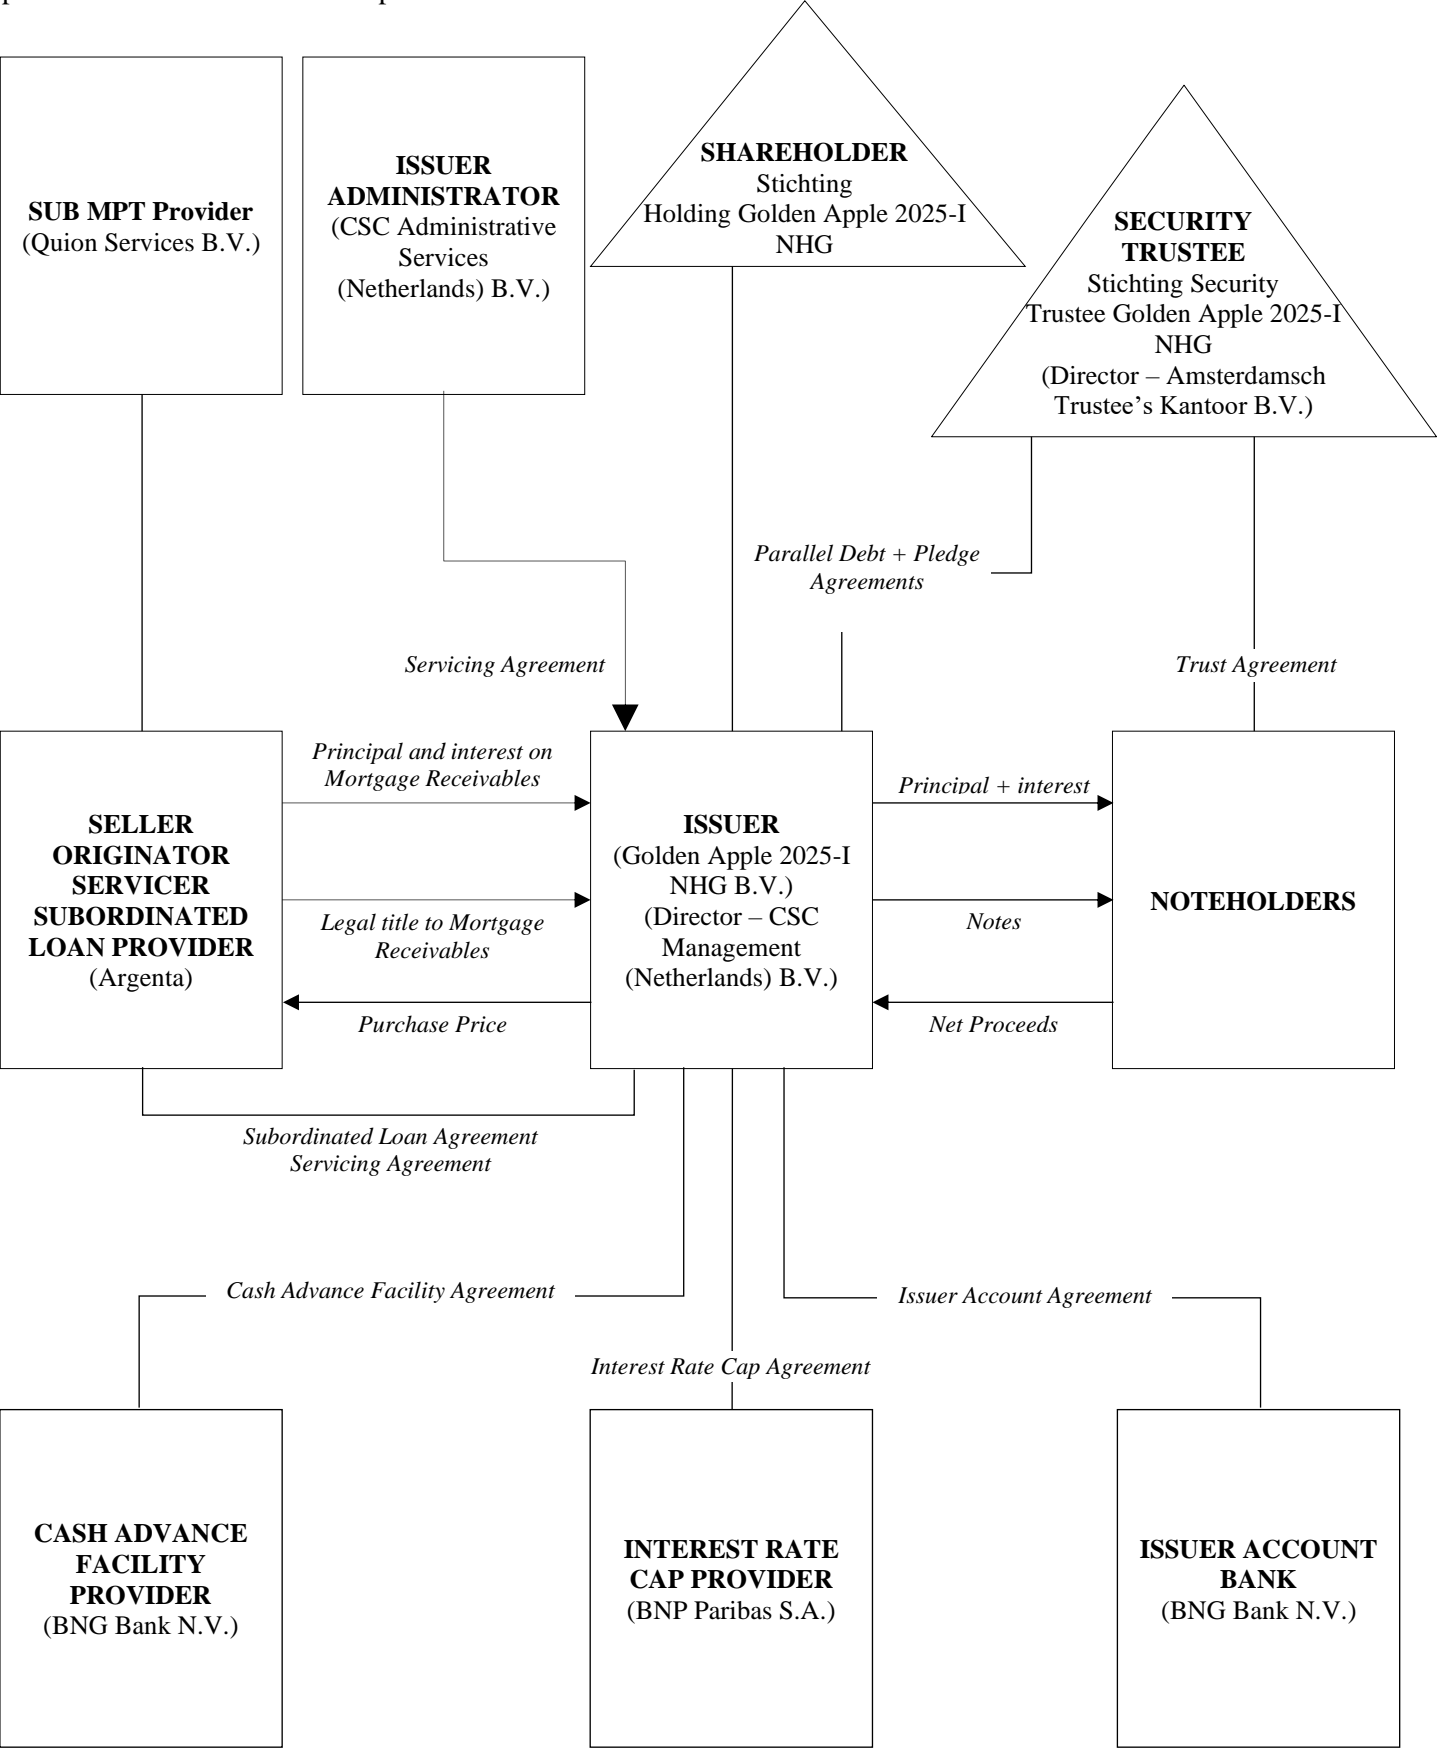 SUB MPT Provider
(Quion Services B.V.)
ISSUER
ADMINISTRATOR
(CSC Administrative
Services
(Netherlands) B.V.)
SHAREHOLDER
Stichting
Holding Golden Apple 2025-I
NHG
SECURITY
TRUSTEE
Stichting Security
Trustee Golden Apple 2025-I
NHG
(Director – Amsterdamsch
Trustee’s Kantoor B.V.)
Parallel Debt + Pledge
Agreements
Servicing Agreement
Trust Agreement
SELLER
ORIGINATOR
SERVICER
SUBORDINATED
LOAN PROVIDER
(Argenta)
Principal and interest on
Mortgage Receivables
Legal title to Mortgage
Receivables
Purchase Price
ISSUER
(Golden Apple 2025-I
NHG B.V.)
(Director – CSC
Management
(Netherlands) B.V.)
Principal + interest
Notes
Net Proceeds
NOTEHOLDERS
Subordinated Loan Agreement
Servicing Agreement
Cash Advance Facility Agreement
Issuer Account Agreement
Interest Rate Cap Agreement
CASH ADVANCE
FACILITY
PROVIDER
(BNG Bank N.V.)
INTEREST RATE
CAP PROVIDER
(BNP Paribas S.A.)
ISSUER ACCOUNT
BANK
(BNG Bank N.V.)